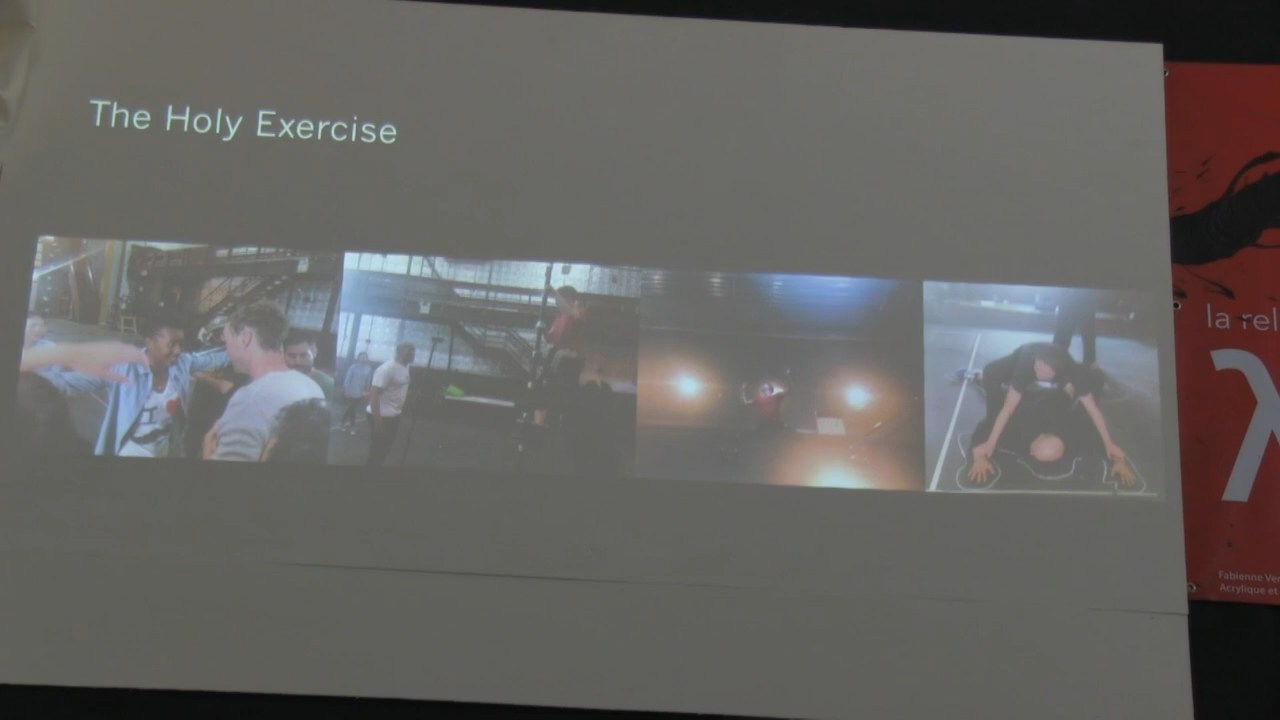 The Holy Exercise
la rel
λ
Fabienne Ver
Acrylique et